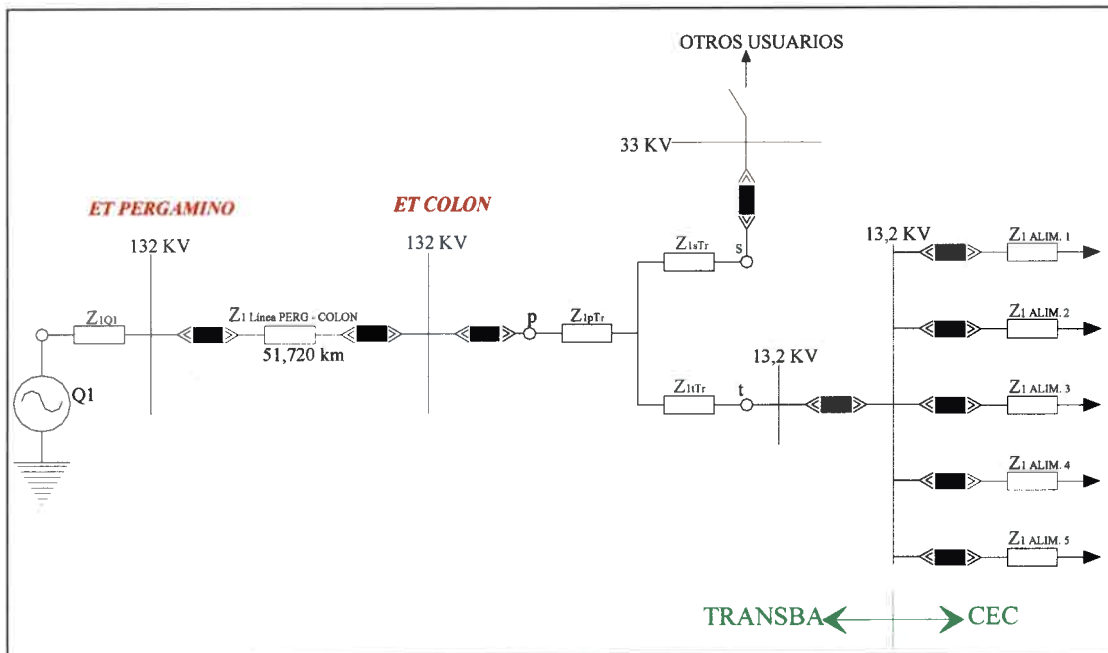 OTROS USUARIOS
33 KV
ET PERGAMINO
ET COLON
132 KV
132 KV
Z1Q1
Z1 Línea PERG - COLON
51,720 km
Q1
p
Z1pTr
Z1sTr
s
Z1tTr
t
13,2 KV
13,2 KV
Z1 ALIM. 1
Z1 ALIM. 2
Z1 ALIM. 3
Z1 ALIM. 4
Z1 ALIM. 5
TRANSBA
CEC